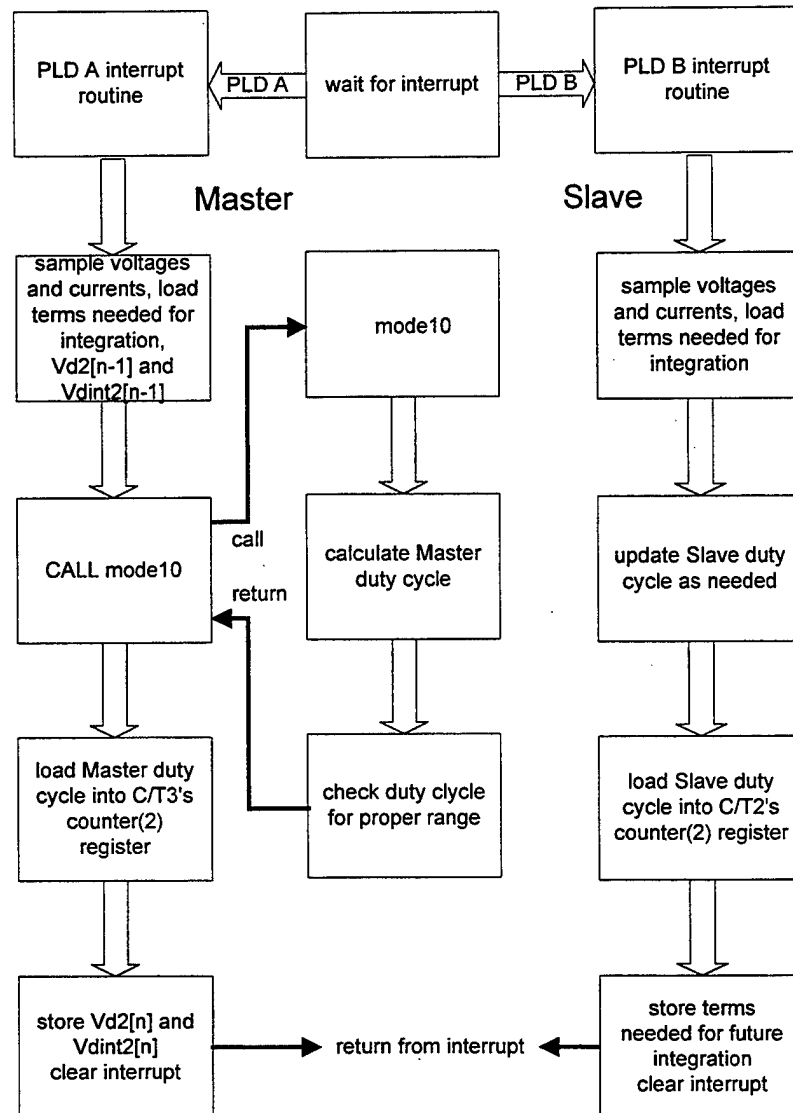 PLD A interrupt
routine
PLD A
wait for interrupt
PLD B
PLD B interrupt
routine
Master
Slave
sample voltages
and currents, load
terms needed for
integration,
Vd2[n-1] and
Vdint2[n-1]
mode10
sample voltages
and currents, load
terms needed for
integration
CALL mode10
call
return
calculate Master
duty cycle
update Slave duty
cycle as needed
load Master duty
cycle into C/T3's
counter(2)
register
check duty clycle
for proper range
load Slave duty
cycle into C/T2's
counter(2) register
store Vd2[n] and
Vdint2[n]
clear interrupt
return from interrupt
store terms
needed for future
integration
clear interrupt